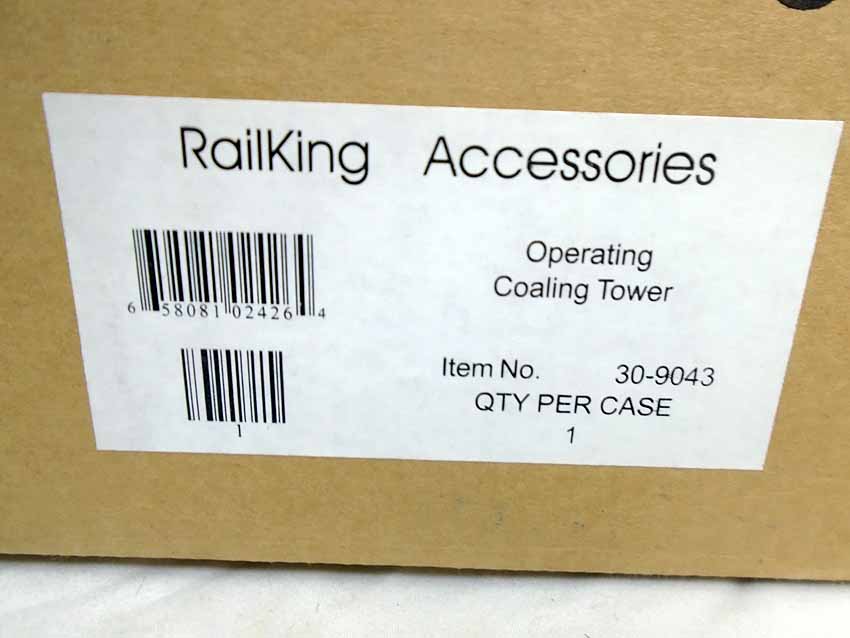 RailKing Accessories
Operating
Coaling Tower
6 58081 02426 4
Item No. 30-9043
QTY PER CASE
1
1